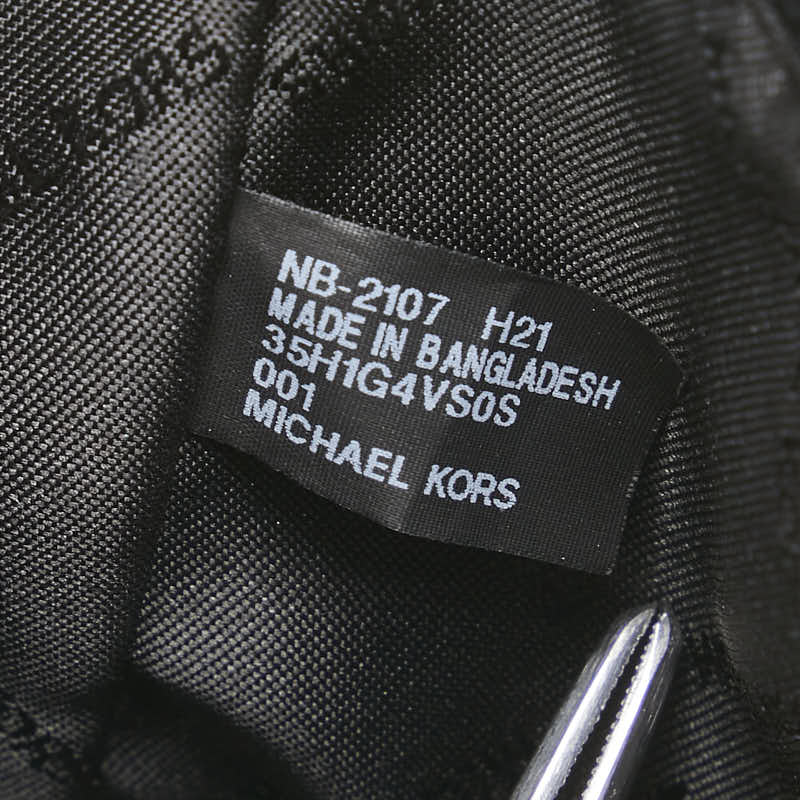 NB-2107 H21
MADE IN BANGLADESH
35H1G4VS0S
001
MICHAEL KORS